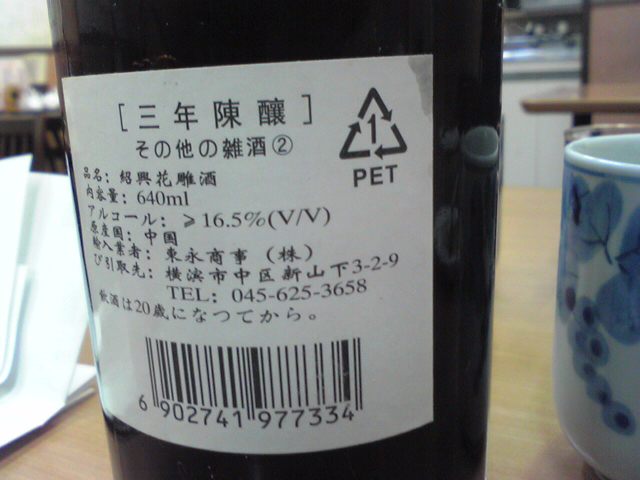 [三年陳釀]
その他の雑酒②
1
PET
品名: 紹興花雕酒
内容量: 640ml
アルコール: ≥16.5%(V/V)
原産国: 中国
輸入業者: 東永商事(株)
び引取先: 横浜市中区新山下3-2-9
TEL: 045-625-3658
飲酒は20歳になつてから。
6 902741 977334